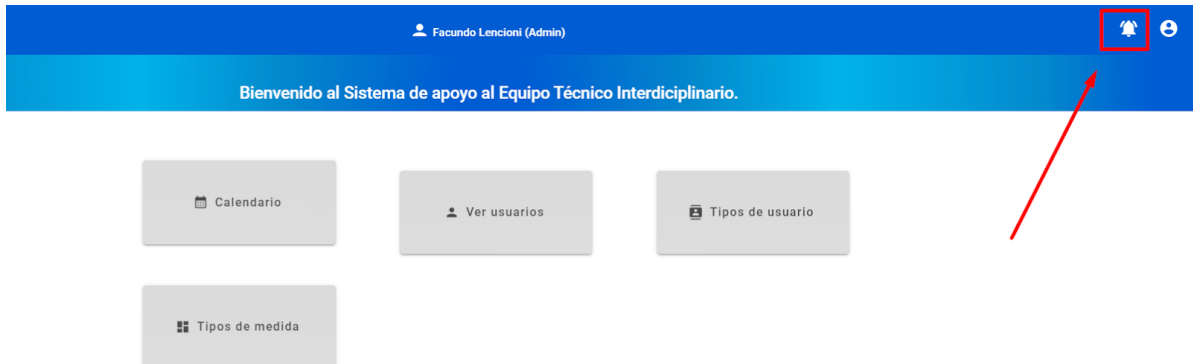 Facundo Lencioni (Admin)
Bienvenido al Sistema de apoyo al Equipo Técnico Interdiciplinario.
Calendario
Ver usuarios
Tipos de usuario
Tipos de medida